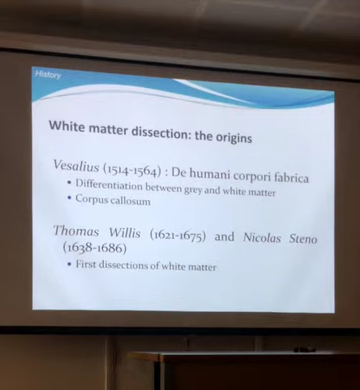 History
White matter dissection: the origins
Vesalius (1514-1564) : De humani corpori fabrica
• Differentiation between grey and white matter
• Corpus callosum
Thomas Willis (1621-1675) and Nicolas Steno
(1638-1686)
• First dissections of white matter